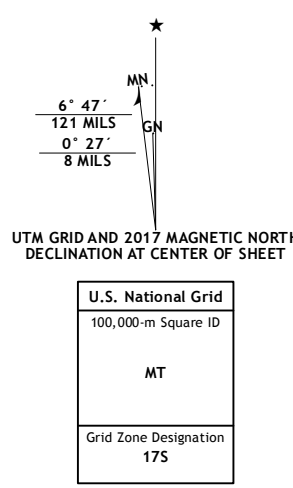 ★
MN
6° 47´
121 MILS
GN
0° 27´
8 MILS
UTM GRID AND 2017 MAGNETIC NORTH
DECLINATION AT CENTER OF SHEET
U.S. National Grid
100,000-m Square ID
MT
Grid Zone Designation
17S